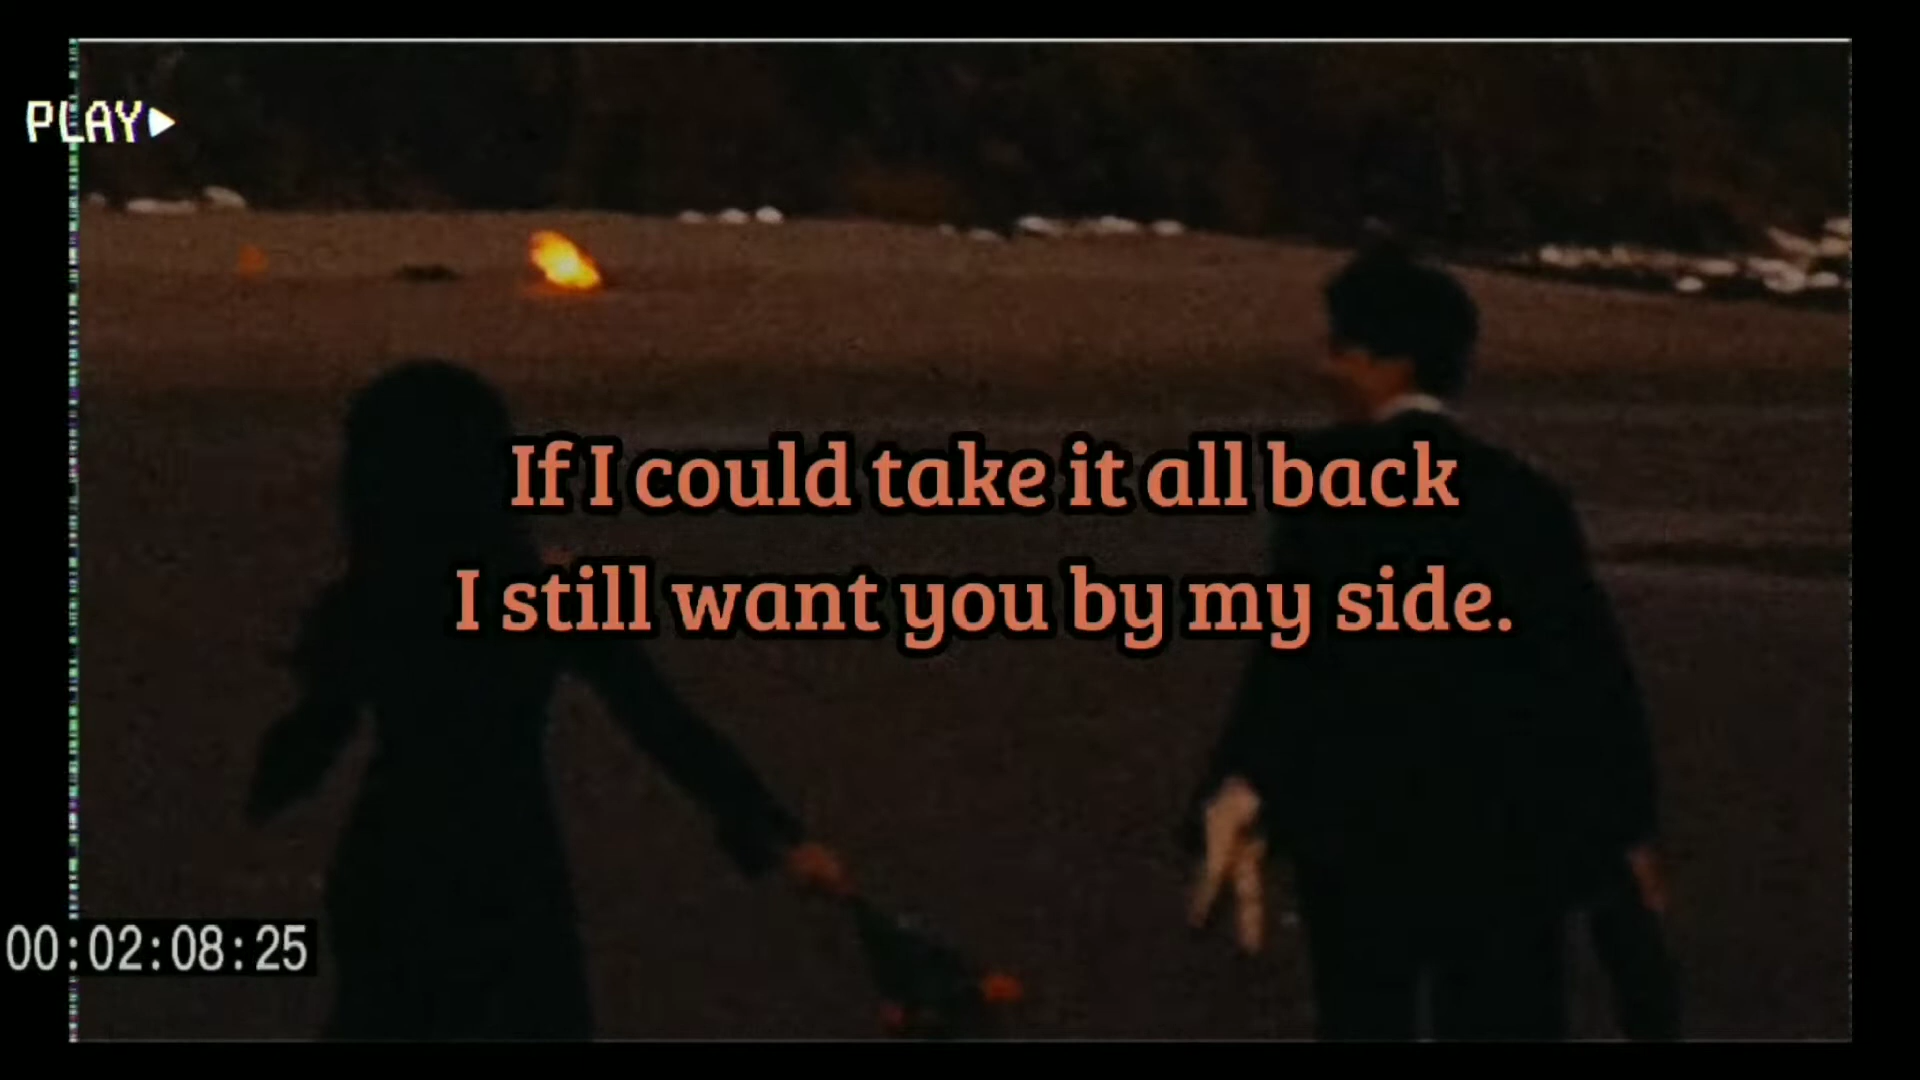 PLAY
If I could take it all back
I still want you by my side.
00:02:08:25